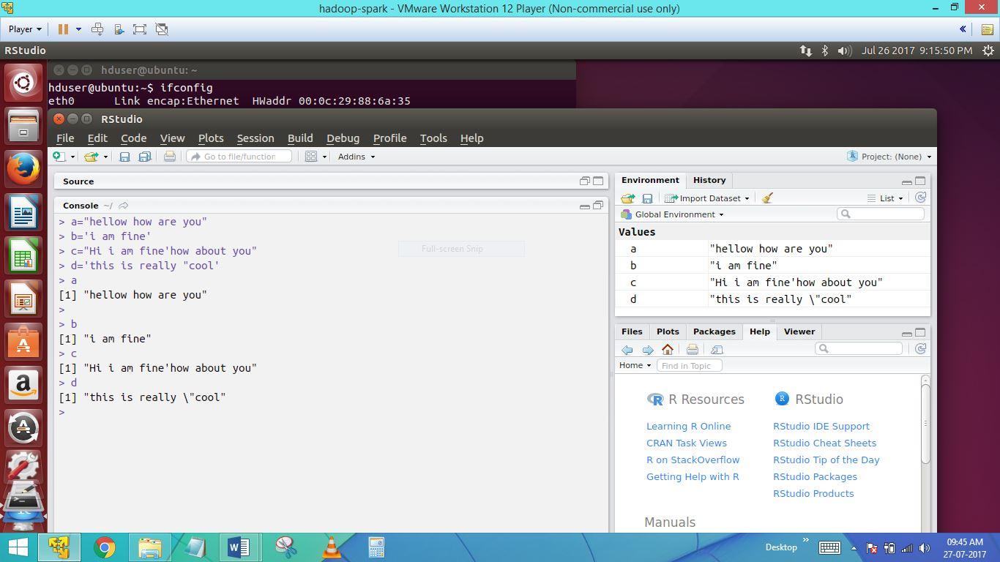 hadoop-spark - VMware Workstation 12 Player (Non-commercial use only)
Player
RStudio
Jul 26 2017 9:15:50 PM
hduser@ubuntu: ~
hduser@ubuntu:~$ ifconfig
eth0 Link encap:Ethernet HWaddr 00:0c:29:88:6a:35
RStudio
File Edit Code View Plots Session Build Debug Profile Tools Help
Go to file/function
Addins
Project: (None)
Source
Console ~/
> a="hellow how are you"
> b='i am fine'
> c="Hi i am fine'how about you"
> d='this is really "cool'
> a
[1] "hellow how are you"
>
> b
[1] "i am fine"
> c
[1] "Hi i am fine'how about you"
> d
[1] "this is really \"cool"
>
Full-screen Snip
Environment History
Import Dataset
List
Global Environment
Values
a "hellow how are you"
b "i am fine"
c "Hi i am fine'how about you"
d "this is really \"cool"
Files Plots Packages Help Viewer
Home
Find in Topic
R Resources
Learning R Online
CRAN Task Views
R on StackOverflow
Getting Help with R
RStudio
RStudio IDE Support
RStudio Cheat Sheets
RStudio Tip of the Day
RStudio Packages
RStudio Products
Manuals
Desktop
09:45 AM
27-07-2017